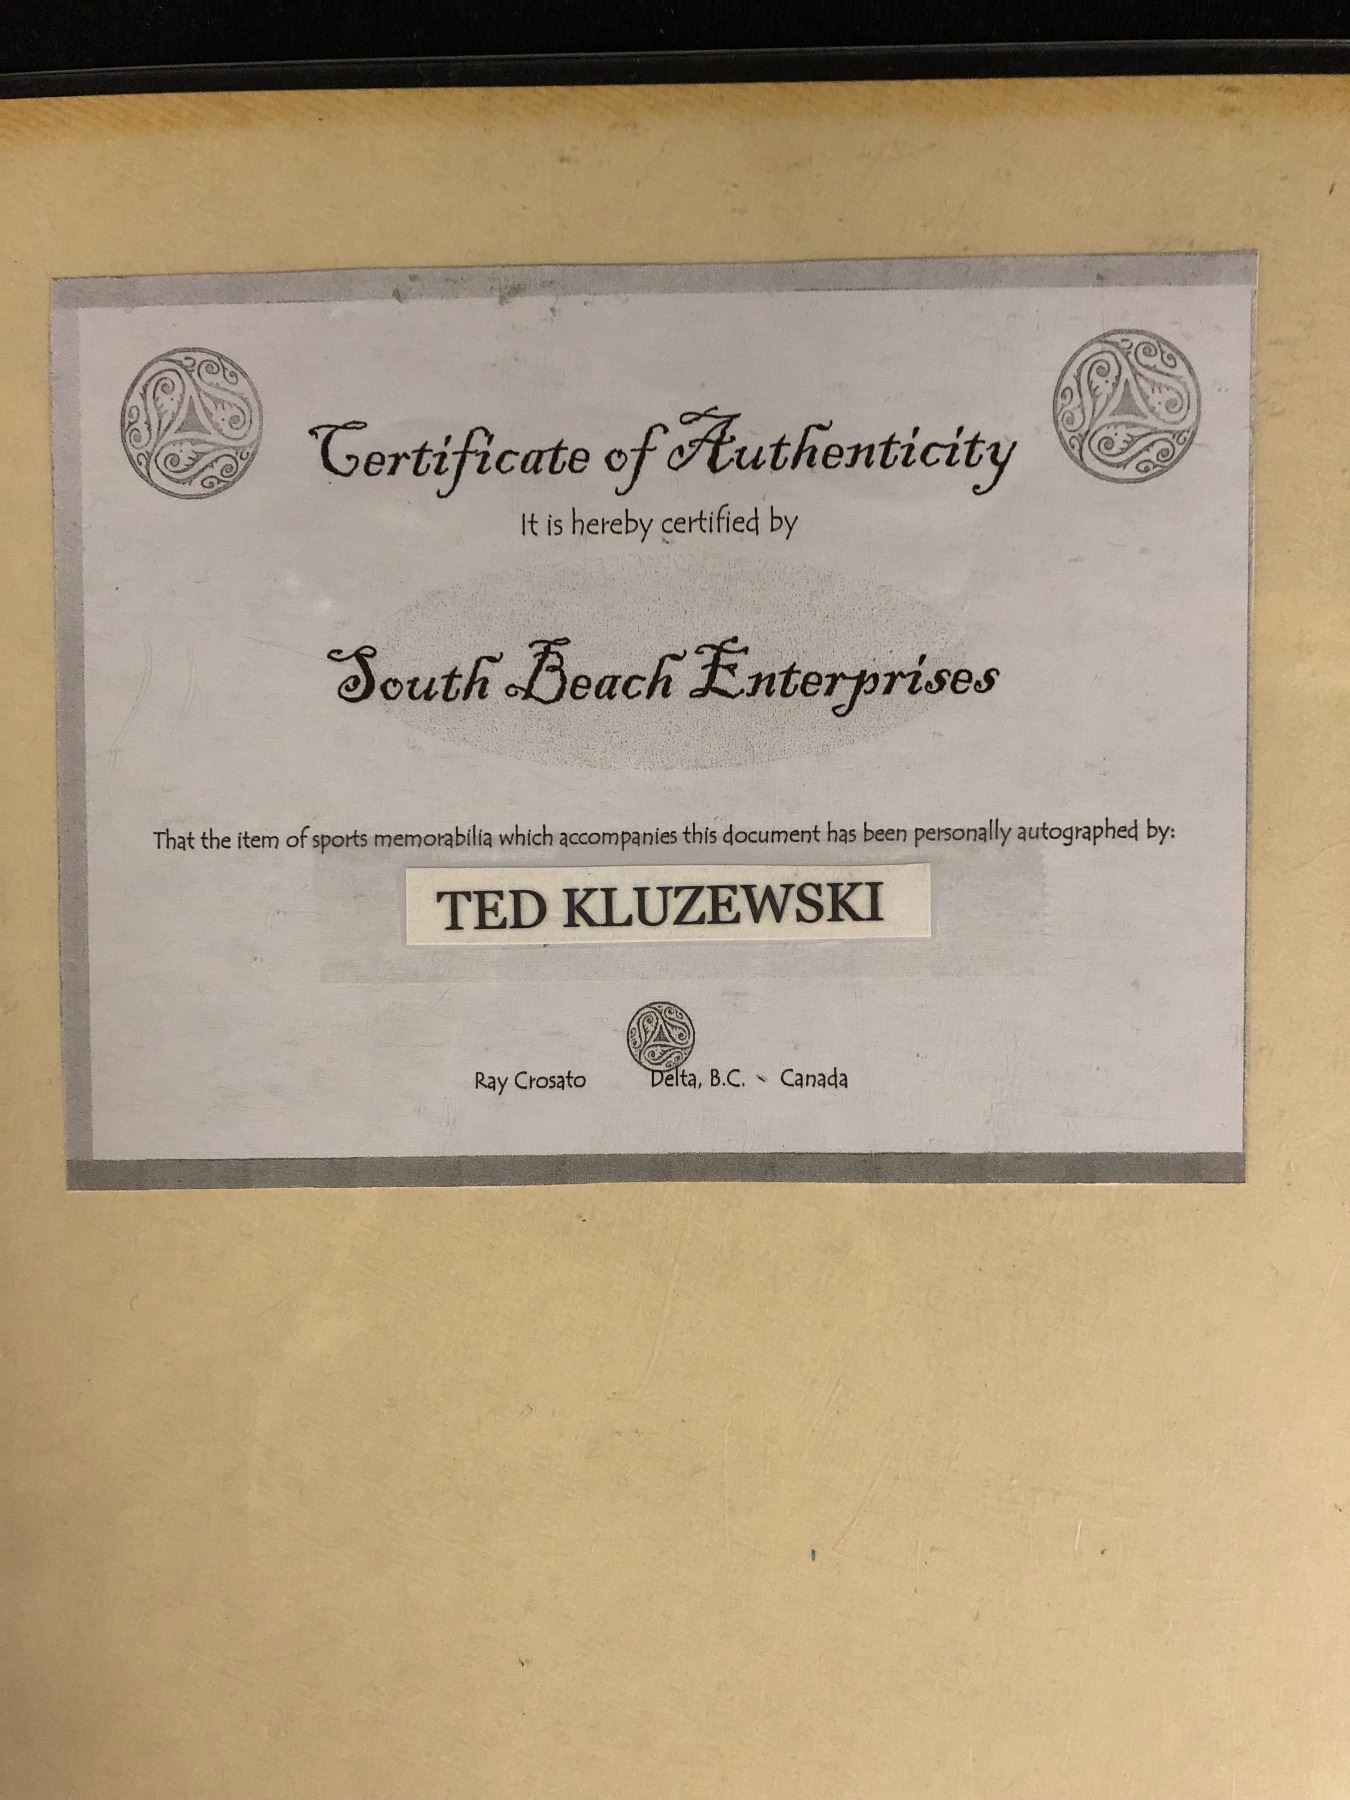 Certificate of Authenticity
It is hereby certified by
South Beach Enterprises
That the item of sports memorabilia which accompanies this document has been personally autographed by:
TED KLUZEWSKI
Ray Crosato Delta, B.C. ~ Canada